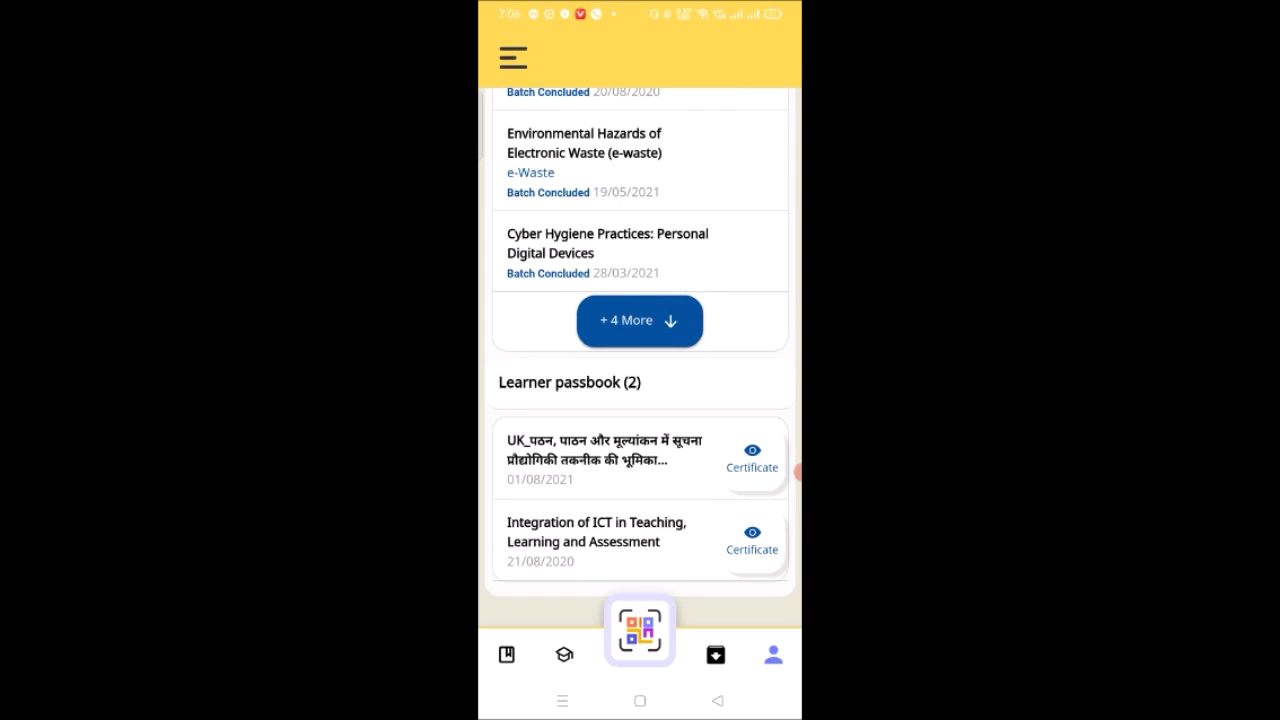 7:06
Batch Concluded 20/08/2020
Environmental Hazards of
Electronic Waste (e-waste)
e-Waste
Batch Concluded 19/05/2021
Cyber Hygiene Practices: Personal
Digital Devices
Batch Concluded 28/03/2021
+ 4 More
Learner passbook (2)
UK_पठन, पाठन और मूल्यांकन में सूचना
प्रौद्योगिकी तकनीक की भूमिका...
01/08/2021
Certificate
Integration of ICT in Teaching,
Learning and Assessment
21/08/2020
Certificate